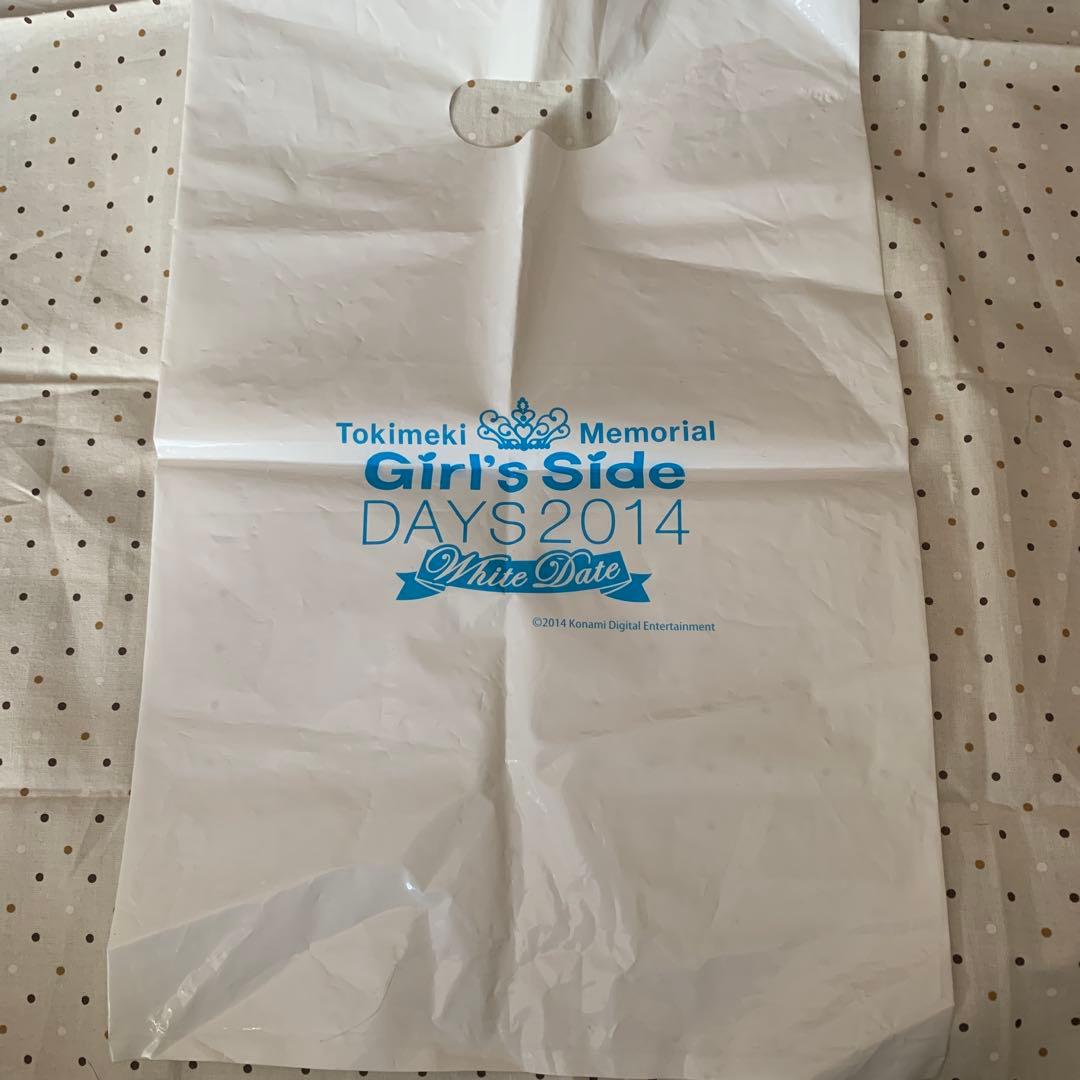 Tokimeki Memorial
Girl's Side
DAYS 2014
White Date
©2014 Konami Digital Entertainment